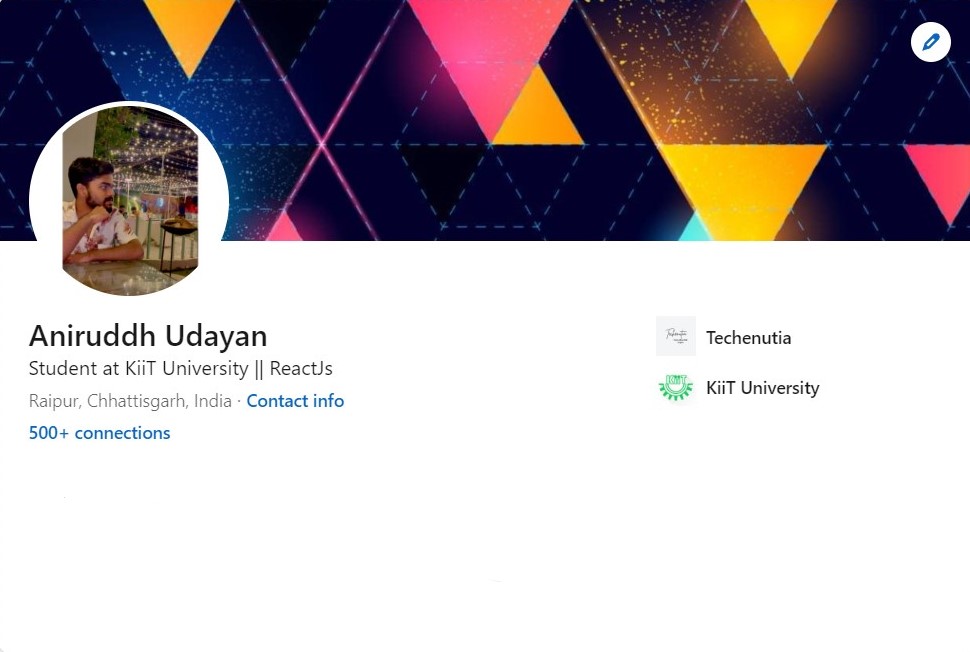 Aniruddh Udayan
Student at KiiT University || ReactJs
Raipur, Chhattisgarh, India · Contact info
500+ connections
Techenutia
KiiT University